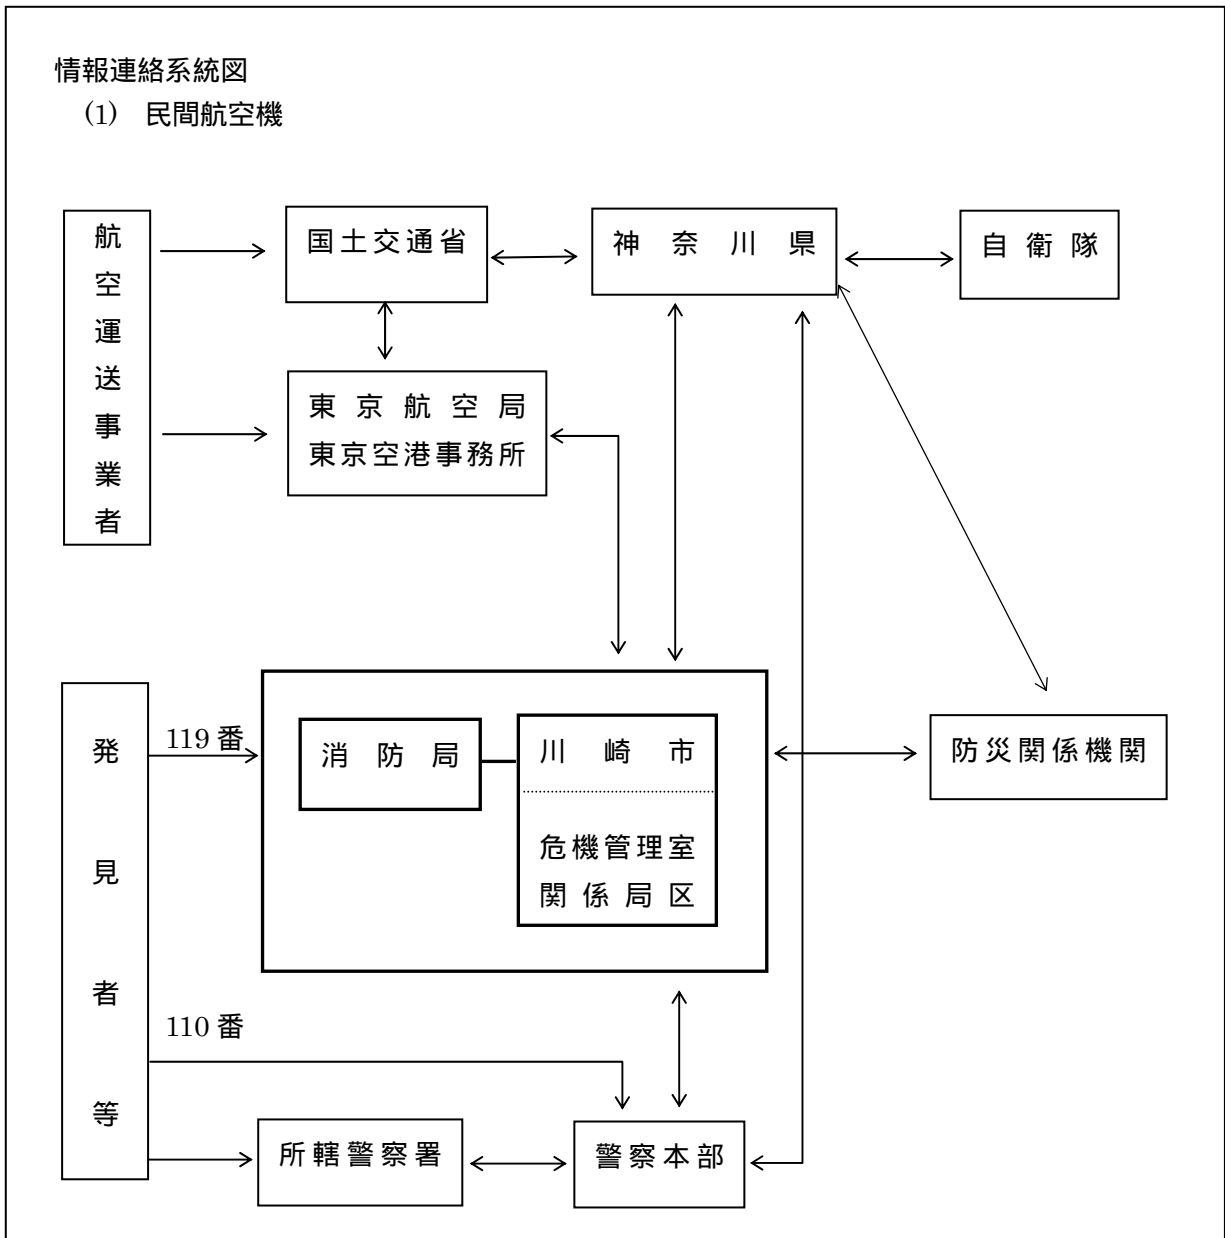 情報連絡系統図
(1) 民間航空機
航空運送事業者
国土交通省
神奈川県
自衛隊
東京航空局
東京空港事務所
発見者等
119番
消防局
川崎市
危機管理室
関係局区
防災関係機関
110番
所轄警察署
警察本部